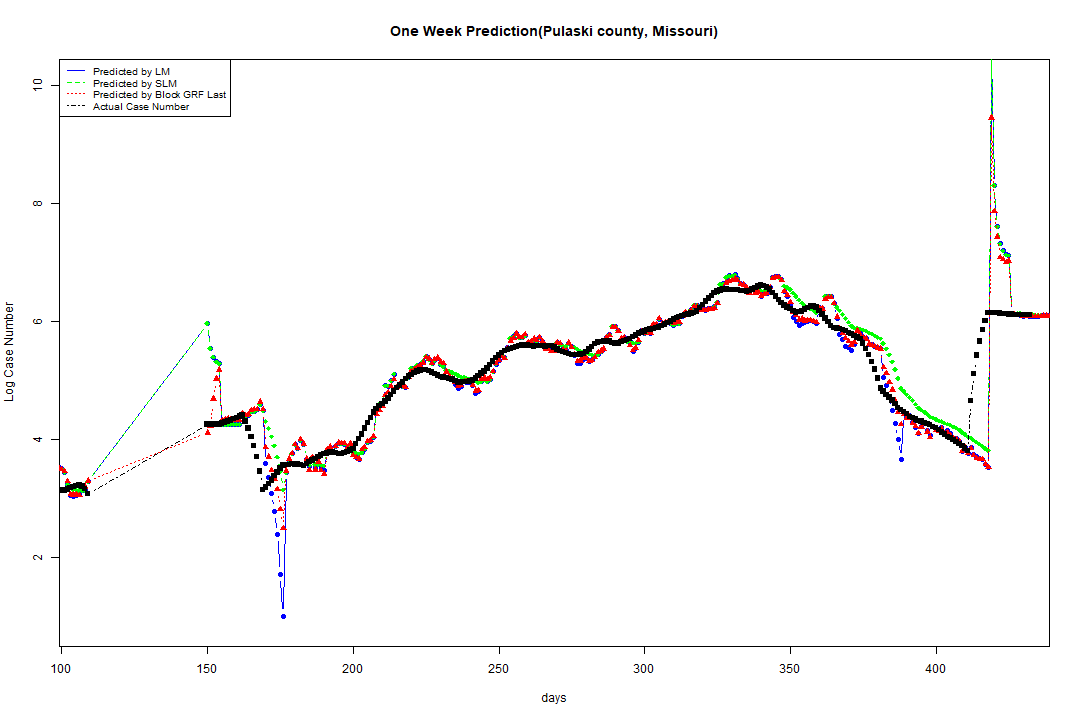 One Week Prediction(Pulaski county, Missouri)
Predicted by LM
Predicted by SLM
Predicted by Block GRF Last
Actual Case Number
10
8
6
4
2
Log Case Number
100 150 200 250 300 350 400
days